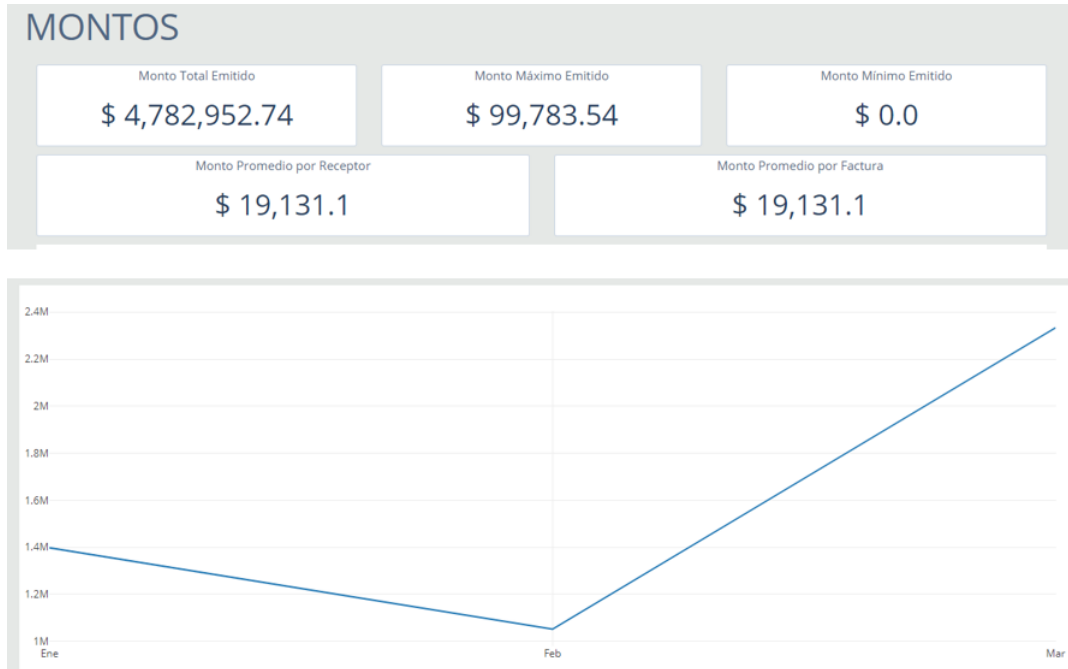 MONTOS
Monto Total Emitido
$ 4,782,952.74
Monto Máximo Emitido
$ 99,783.54
Monto Mínimo Emitido
$ 0.0
Monto Promedio por Receptor
$ 19,131.1
Monto Promedio por Factura
$ 19,131.1
2.4M
2.2M
2M
1.8M
1.6M
1.4M
1.2M
1M
Ene Feb Mar